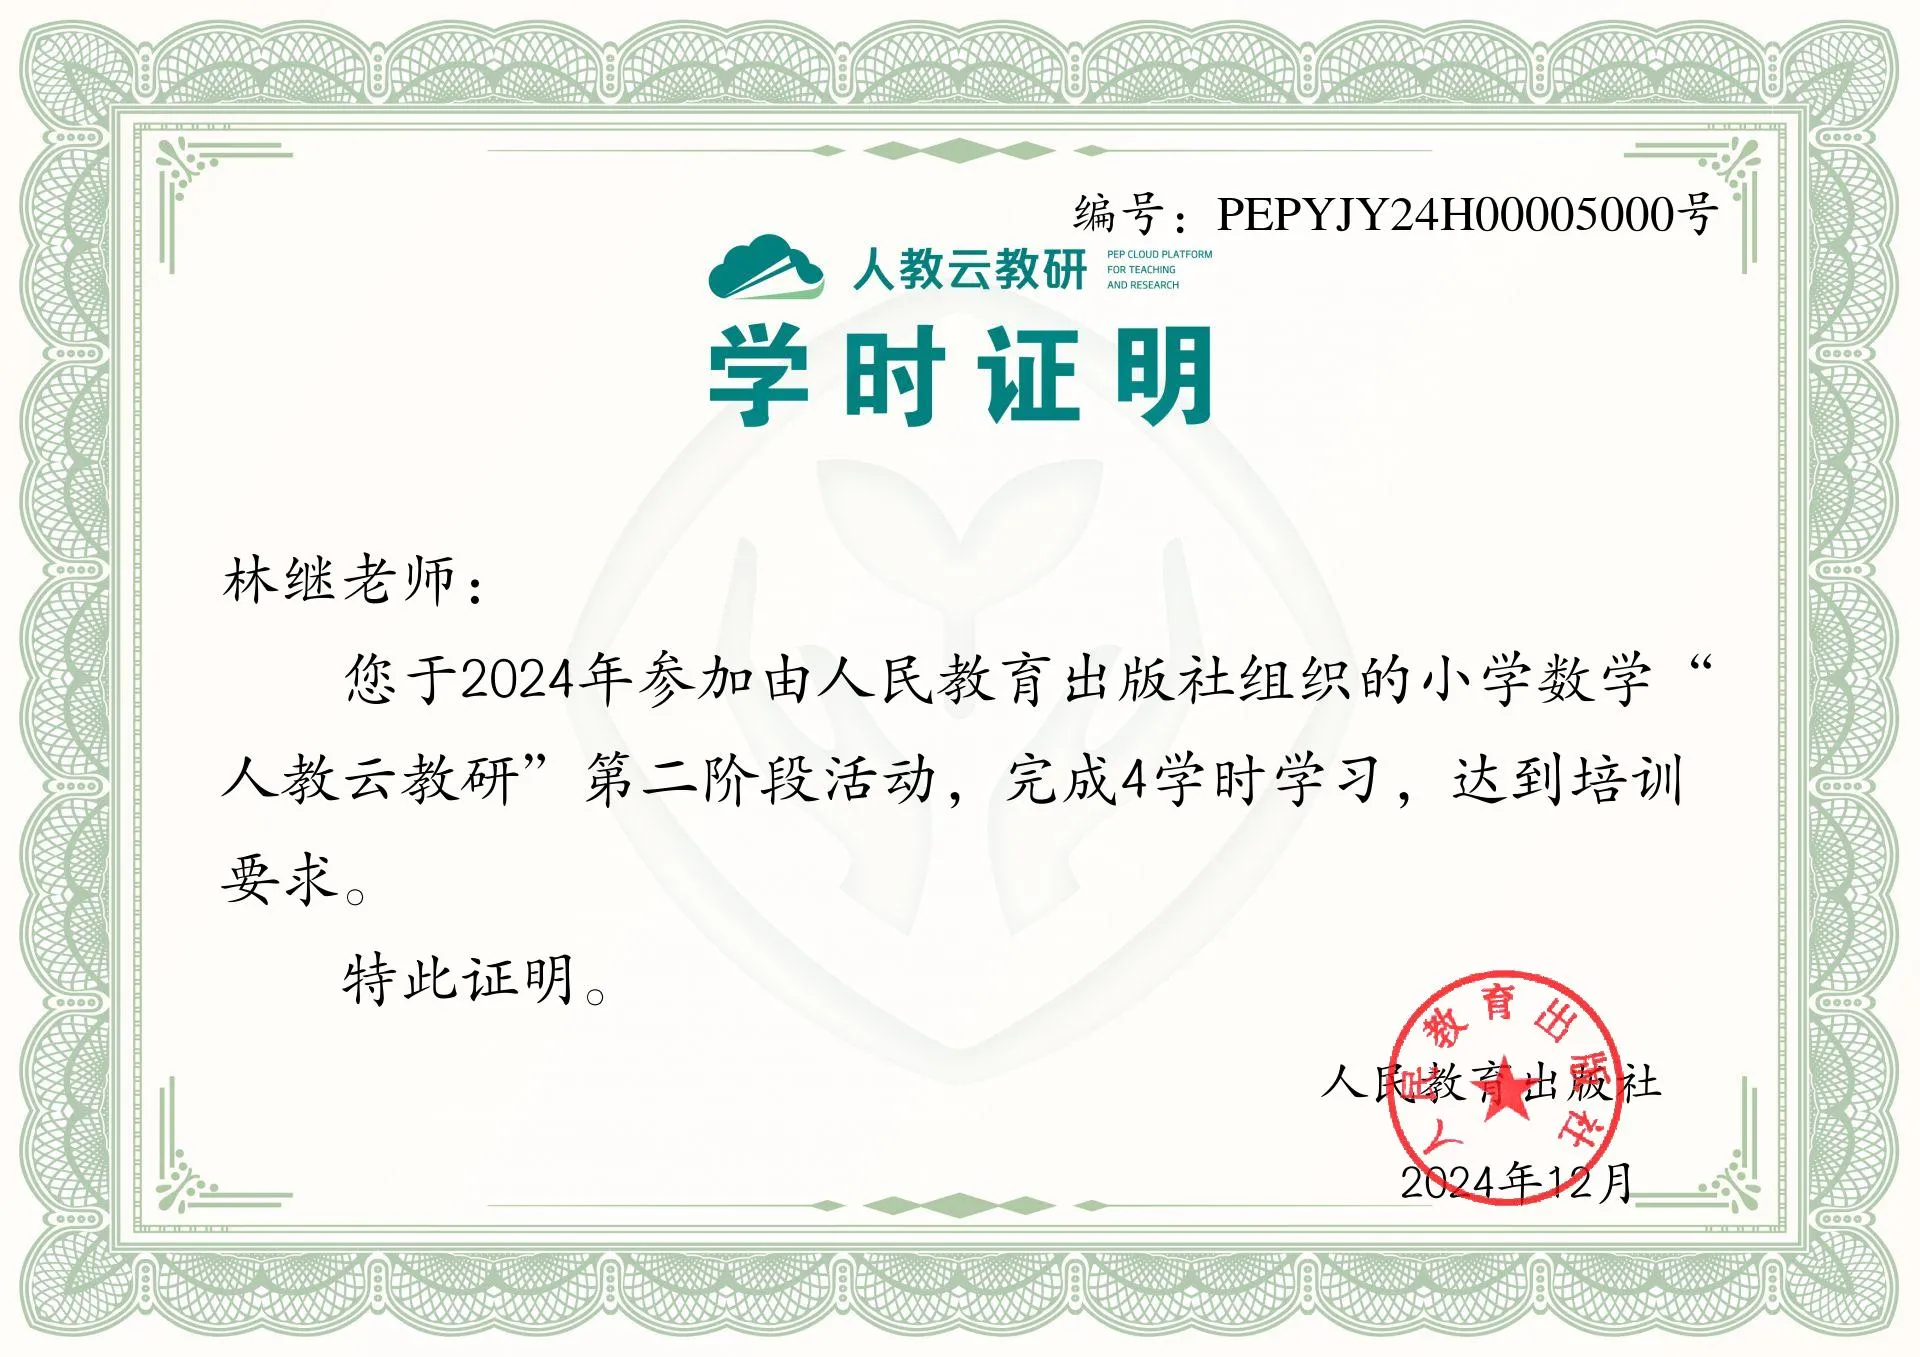 编号：PEPYJY24H00005000号
人教云教研
PEP CLOUD PLATFORM
FOR TEACHING
AND RESEARCH
学时证明
林继老师：
您于2024年参加由人民教育出版社组织的小学数学“
人教云教研”第二阶段活动，完成4学时学习，达到培训
要求。
特此证明。
人民教育出版社
人民教育出版社
2024年12月